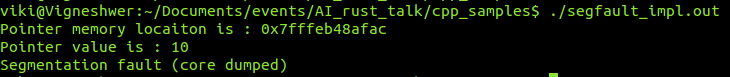 viki@Vigneshwer:~/Documents/events/AI_rust_talk/cpp_samples$ ./segfault_impl.out
Pointer memory locaiton is : 0x7fffeb48afac
Pointer value is : 10
Segmentation fault (core dumped)